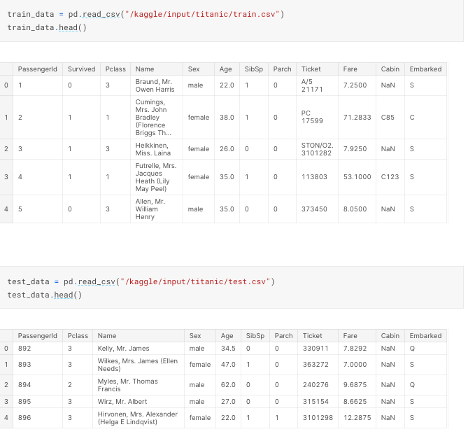 train_data = pd.read_csv("/kaggle/input/titanic/train.csv")
train_data.head()
PassengerId Survived Pclass Name Sex Age SibSp Parch Ticket Fare Cabin Embarked
0 1 0 3 Braund, Mr. Owen Harris male 22.0 1 0 A/5 21171 7.2500 NaN S
1 2 1 1 Cumings, Mrs. John Bradley (Florence Briggs Th... female 38.0 1 0 PC 17599 71.2833 C85 C
2 3 1 3 Heikkinen, Miss. Laina female 26.0 0 0 STON/O2. 3101282 7.9250 NaN S
3 4 1 1 Futrelle, Mrs. Jacques Heath (Lily May Peel) female 35.0 1 0 113803 53.1000 C123 S
4 5 0 3 Allen, Mr. William Henry male 35.0 0 0 373450 8.0500 NaN S
test_data = pd.read_csv("/kaggle/input/titanic/test.csv")
test_data.head()
PassengerId Pclass Name Sex Age SibSp Parch Ticket Fare Cabin Embarked
0 892 3 Kelly, Mr. James male 34.5 0 0 330911 7.8292 NaN Q
1 893 3 Wilkes, Mrs. James (Ellen Needs) female 47.0 1 0 363272 7.0000 NaN S
2 894 2 Myles, Mr. Thomas Francis male 62.0 0 0 240276 9.6875 NaN Q
3 895 3 Wirz, Mr. Albert male 27.0 0 0 315154 8.6625 NaN S
4 896 3 Hirvonen, Mrs. Alexander (Helga E Lindqvist) female 22.0 1 1 3101298 12.2875 NaN S